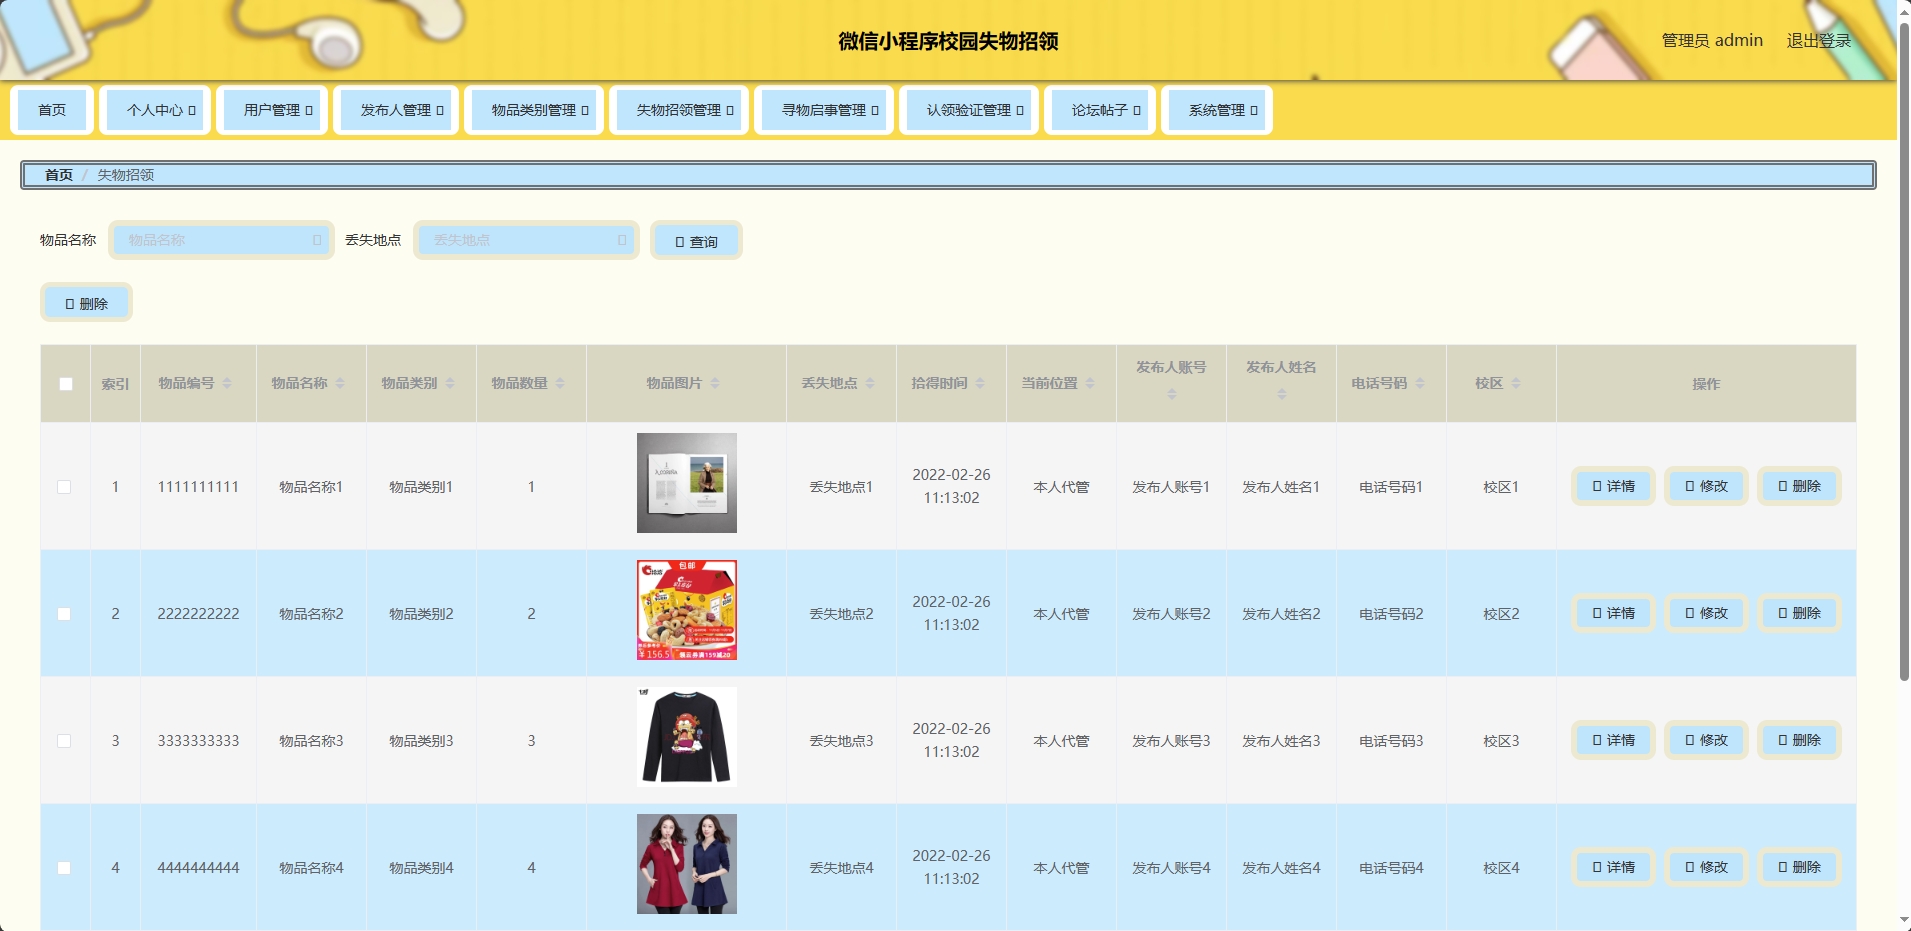 微信小程序校园失物招领
管理员 admin 退出登录
首页 个人中心 用户管理 发布人管理 物品类别管理 失物招领管理 寻物启事管理 认领验证管理 论坛帖子 系统管理
首页 / 失物招领
物品名称 物品名称 丢失地点 丢失地点 查询
删除
索引 物品编号 物品名称 物品类别 物品数量 物品图片 丢失地点 拾得时间 当前位置 发布人账号 发布人姓名 电话号码 校区 操作
1 1111111111 物品名称1 物品类别1 1 丢失地点1 2022-02-26 11:13:02 本人代管 发布人账号1 发布人姓名1 电话号码1 校区1 详情 修改 删除
2 2222222222 物品名称2 物品类别2 2 丢失地点2 2022-02-26 11:13:02 本人代管 发布人账号2 发布人姓名2 电话号码2 校区2 详情 修改 删除
包邮
¥156.5
3 3333333333 物品名称3 物品类别3 3 丢失地点3 2022-02-26 11:13:02 本人代管 发布人账号3 发布人姓名3 电话号码3 校区3 详情 修改 删除
4 4444444444 物品名称4 物品类别4 4 丢失地点4 2022-02-26 11:13:02 本人代管 发布人账号4 发布人姓名4 电话号码4 校区4 详情 修改 删除